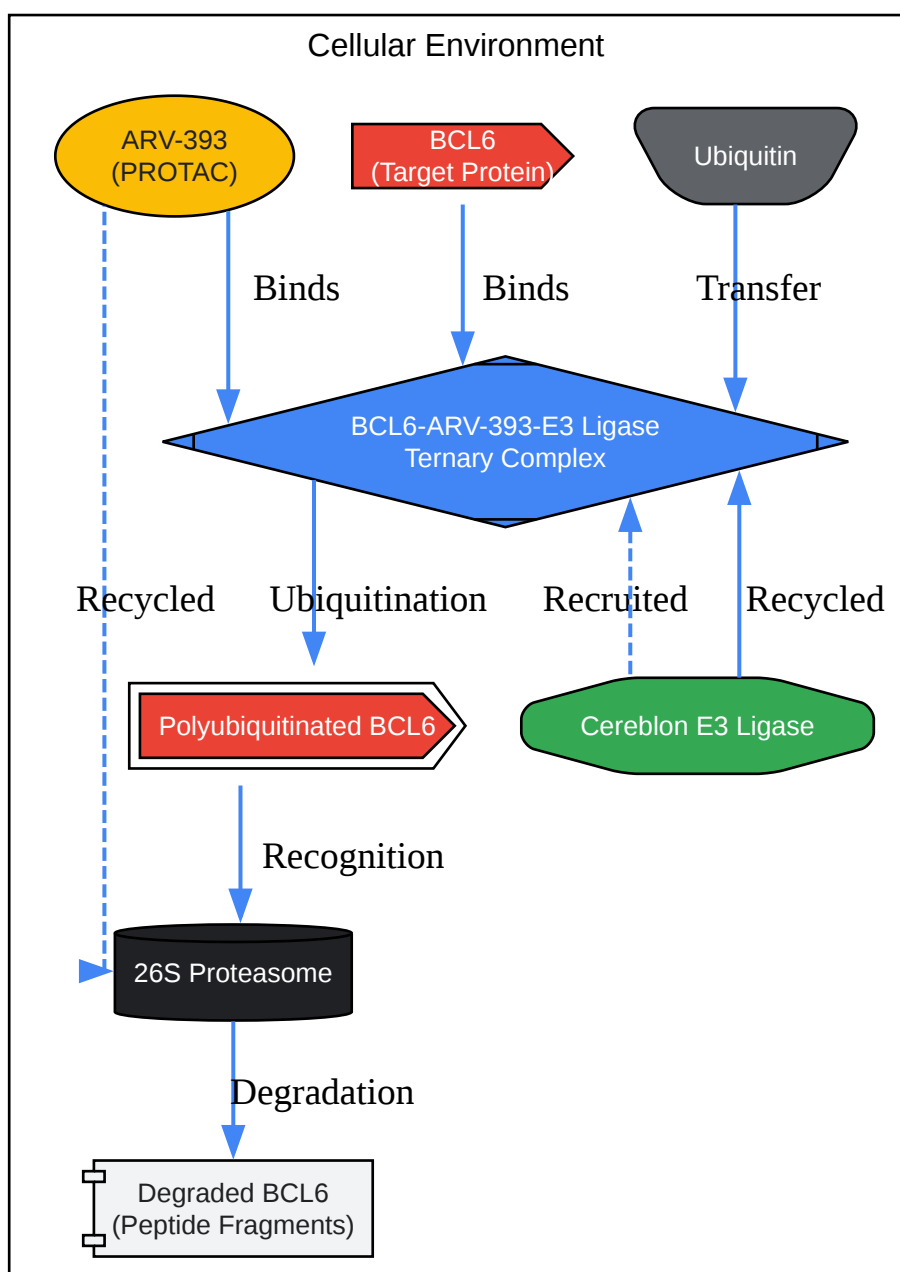 Cellular Environment
ARV-393
(PROTAC)
BCL6
(Target Protein)
Ubiquitin
Binds
Binds
Transfer
BCL6-ARV-393-E3 Ligase
Ternary Complex
Recycled
Ubiquitination
Recruited
Recycled
Polyubiquitinated BCL6
Cereblon E3 Ligase
Recognition
26S Proteasome
Degradation
Degraded BCL6
(Peptide Fragments)